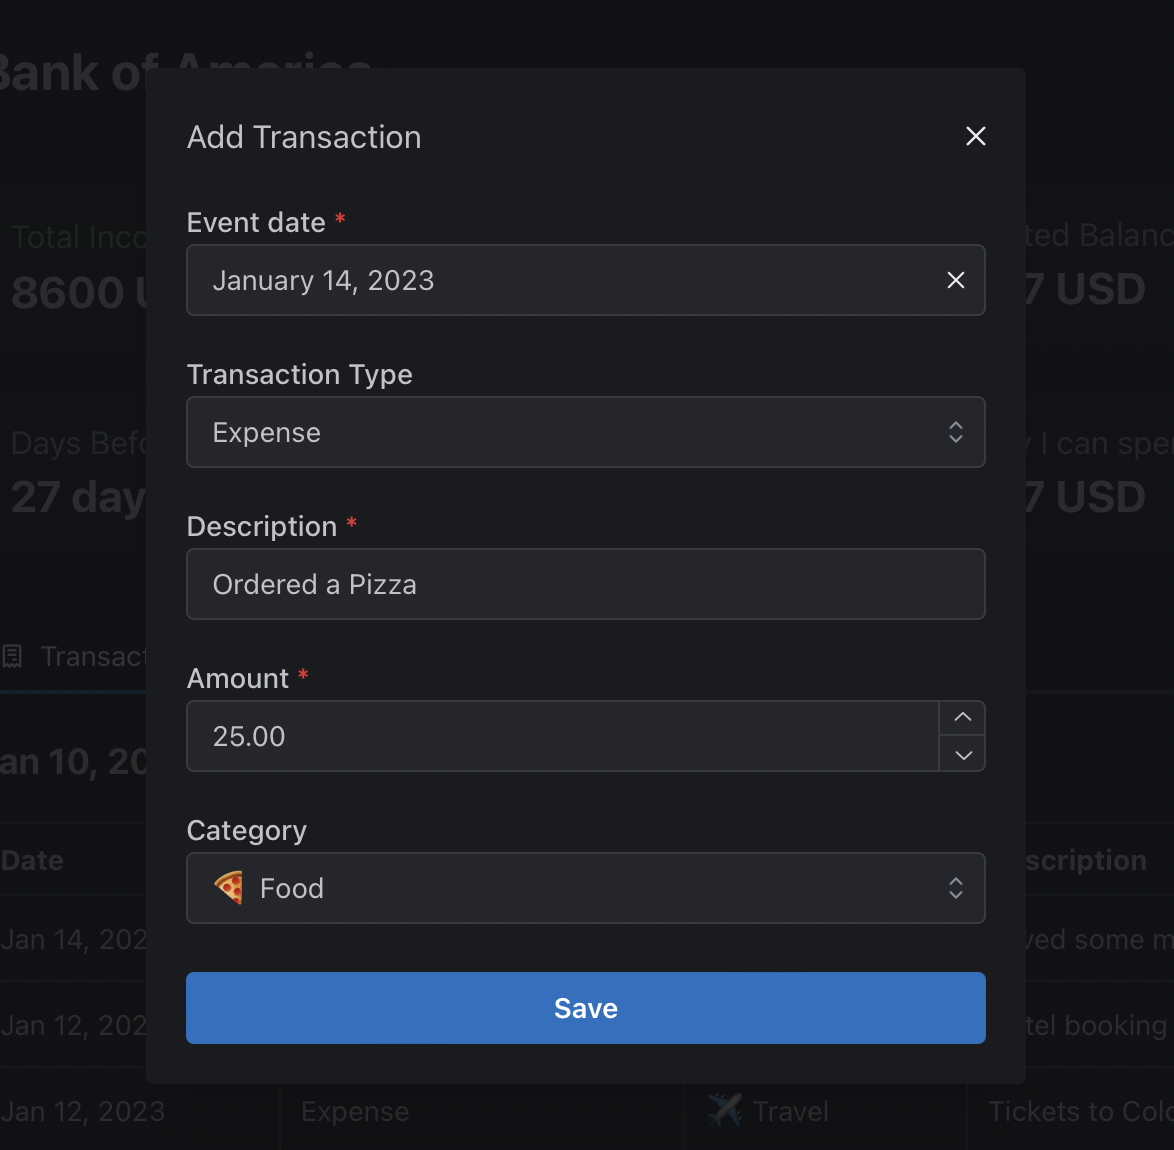 Bank of America
Add Transaction
Event date *
January 14, 2023
Total Inco
8600 U
ted Balanc
7 USD
Transaction Type
Expense
Days Befo
27 day
y I can spe
7 USD
Description *
Ordered a Pizza
Transact
Amount *
25.00
an 10, 20
Category
Food
Date
scription
Jan 14, 202
ved some m
Save
Jan 12, 202
tel booking
Jan 12, 2023 Expense Travel Tickets to Colo